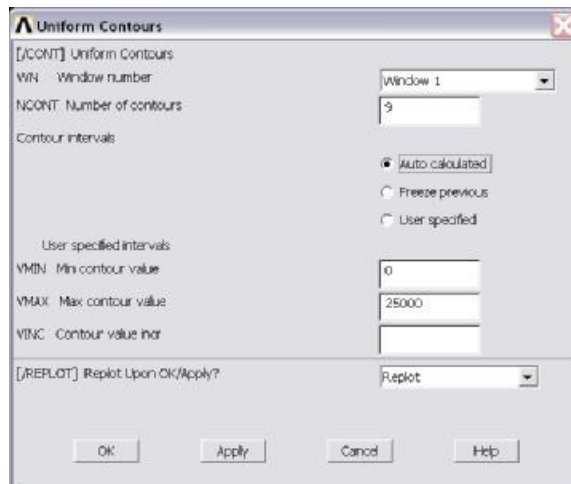 Uniform Contours
[/CONT] Uniform Contours
WN Window number Window 1
NCONT Number of contours 9
Contour intervals
Auto calculated
Freeze previous
User specified
User specified intervals
VMIN Min contour value 0
VMAX Max contour value 25000
VINC Contour value incr
[/REPLOT] Replot Upon OK/Apply? Replot
OK Apply Cancel Help